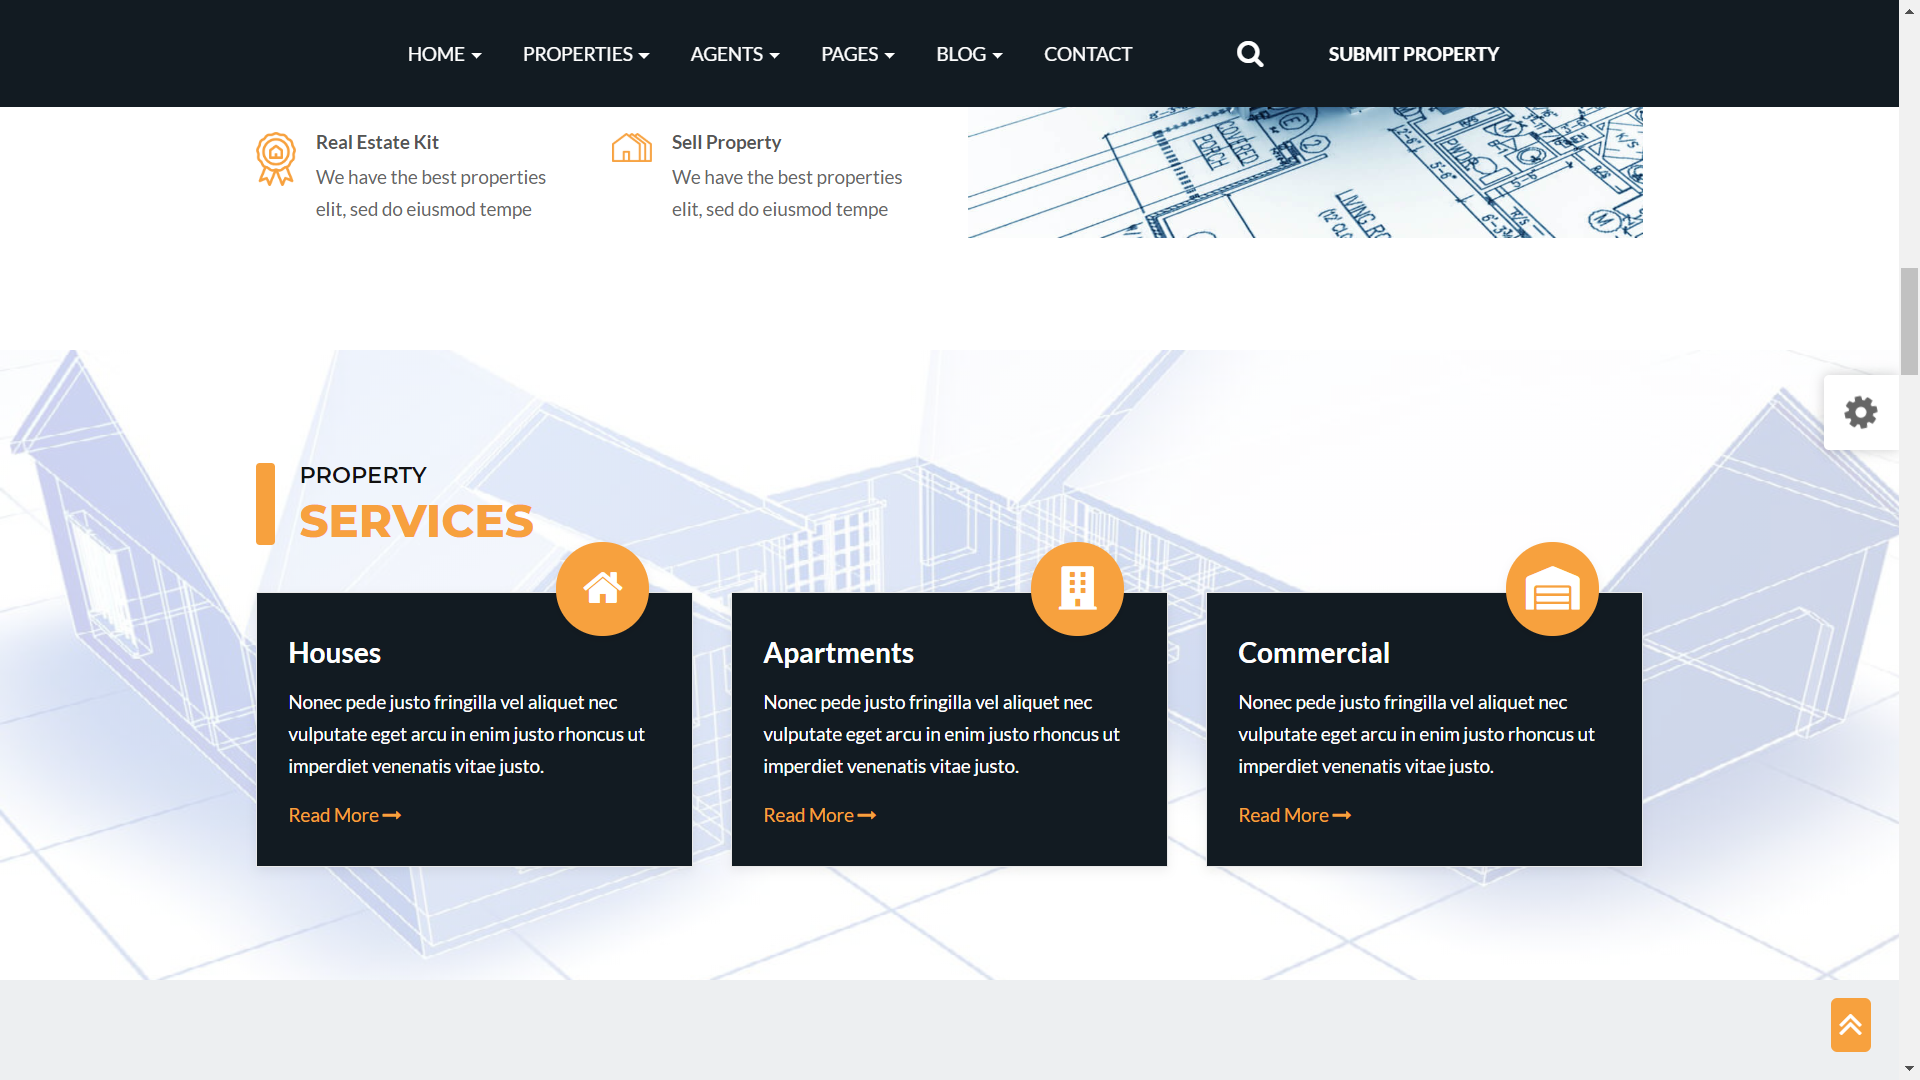 HOME PROPERTIES AGENTS PAGES BLOG CONTACT SUBMIT PROPERTY
Real Estate Kit
We have the best properties
elit, sed do eiusmod tempe
Sell Property
We have the best properties
elit, sed do eiusmod tempe
COVERED
PORCH
LIVING
PWDR
PROPERTY
SERVICES
Houses
Nonec pede justo fringilla vel aliquet nec
vulputate eget arcu in enim justo rhoncus ut
imperdiet venenatis vitae justo.
Read More
Apartments
Nonec pede justo fringilla vel aliquet nec
vulputate eget arcu in enim justo rhoncus ut
imperdiet venenatis vitae justo.
Read More
Commercial
Nonec pede justo fringilla vel aliquet nec
vulputate eget arcu in enim justo rhoncus ut
imperdiet venenatis vitae justo.
Read More